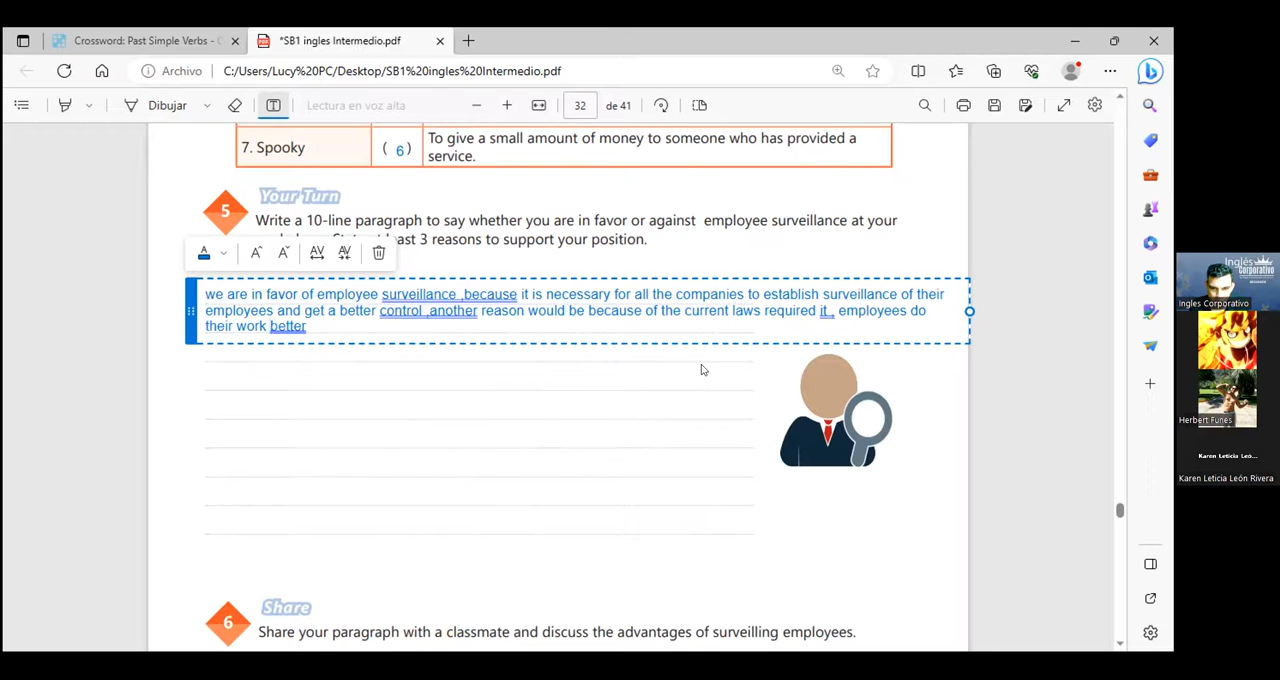 Crossword: Past Simple Verbs - C
*SB1 ingles Intermedio.pdf
Archivo
C:/Users/Lucy%20PC/Desktop/SB1%20ingles%20Intermedio.pdf
Dibujar
Lectura en voz alta
32
de 41
7. Spooky
( 6 )
To give a small amount of money to someone who has provided a
service.
5
Your Turn
Write a 10-line paragraph to say whether you are in favor or against employee surveillance at your
least 3 reasons to support your position.
we are in favor of employee surveillance ,because it is necessary for all the companies to establish surveillance of their
employees and get a better control ,another reason would be because of the current laws required it , employees do
their work better
6
Share
Share your paragraph with a classmate and discuss the advantages of surveilling employees.
Inglés
Corporativo
Ingles Corporativo
Herbert Funes
Karen Leticia Leó...
Karen Leticia León Rivera